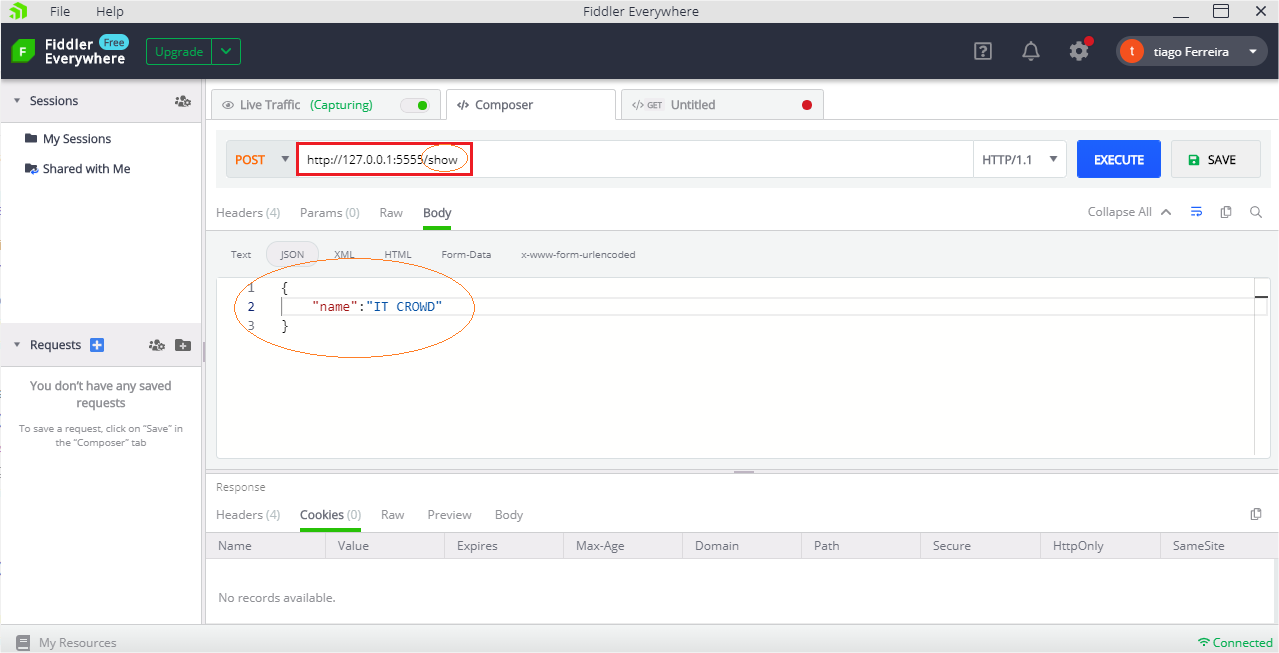 File Help Fiddler Everywhere
Fiddler Free
Everywhere
Upgrade
tiago Ferreira
t
F
Sessions
My Sessions
Shared with Me
Requests
You don't have any saved
requests
To save a request, click on "Save" in
the "Composer" tab
Live Traffic (Capturing)
</> Composer
</> GET Untitled
POST http://127.0.0.1:5555/show HTTP/1.1 EXECUTE SAVE
Headers (4) Params (0) Raw Body Collapse All
Text JSON XML HTML Form-Data x-www-form-urlencoded
1 {
2 "name":"IT CROWD"
3 }
Response
Headers (4) Cookies (0) Raw Preview Body
Name Value Expires Max-Age Domain Path Secure HttpOnly SameSite
No records available.
My Resources Connected